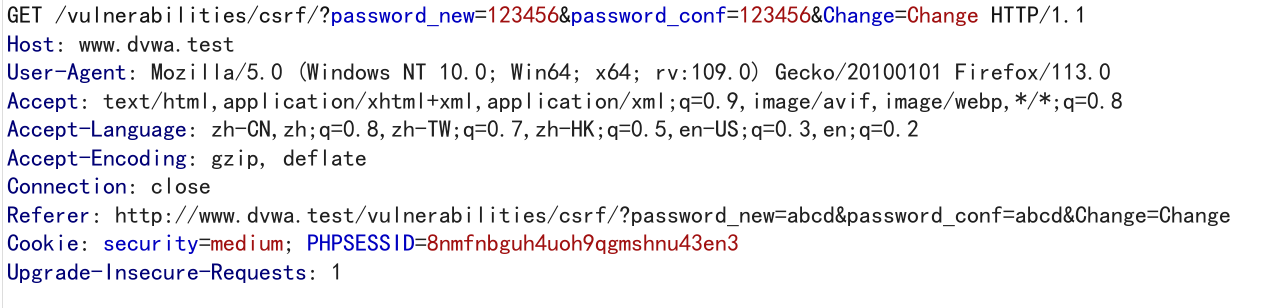 GET /vulnerabilities/csrf/?password_new=123456&password_conf=123456&Change=Change HTTP/1.1
Host: www.dvwa.test
User-Agent: Mozilla/5.0 (Windows NT 10.0; Win64; x64; rv:109.0) Gecko/20100101 Firefox/113.0
Accept: text/html,application/xhtml+xml,application/xml;q=0.9,image/avif,image/webp,*/*;q=0.8
Accept-Language: zh-CN,zh;q=0.8,zh-TW;q=0.7,zh-HK;q=0.5,en-US;q=0.3,en;q=0.2
Accept-Encoding: gzip, deflate
Connection: close
Referer: http://www.dvwa.test/vulnerabilities/csrf/?password_new=abcd&password_conf=abcd&Change=Change
Cookie: security=medium; PHPSESSID=8nmfnbguh4uoh9qgmshnu43en3
Upgrade-Insecure-Requests: 1